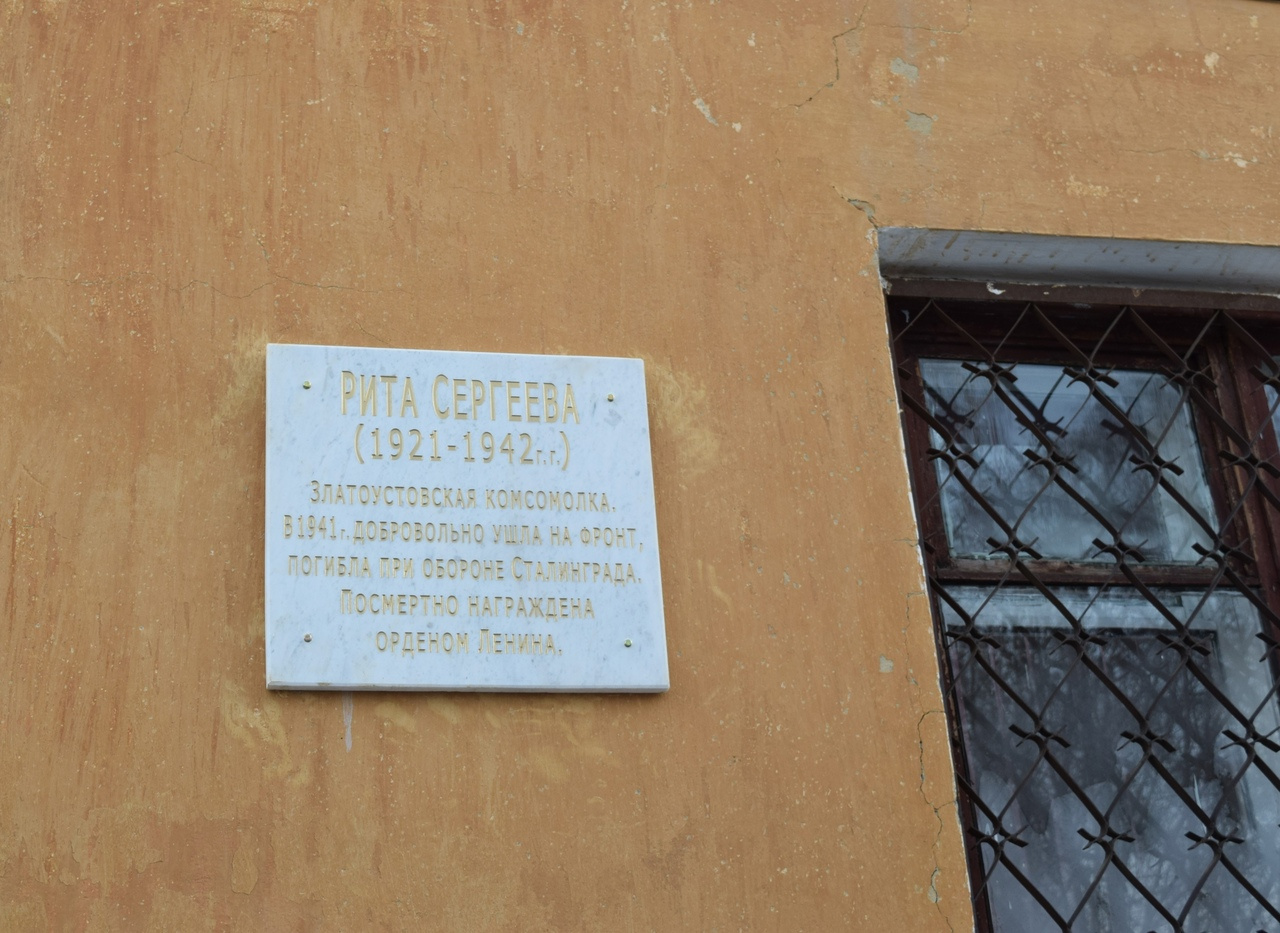 РИТА СЕРГЕЕВА
(1921-1942г.г.)
ЗЛАТОУСТОВСКАЯ КОМСОМОЛКА.
В 1941 г. ДОБРОВОЛЬНО УШЛА НА ФРОНТ,
ПОГИБЛА ПРИ ОБОРОНЕ СТАЛИНГРАДА.
ПОСМЕРТНО НАГРАЖДЕНА
ОРДЕНОМ ЛЕНИНА.